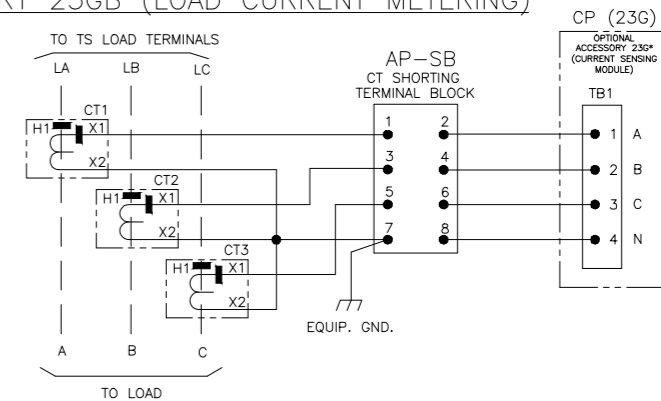 RT 23GB (LOAD CURRENT METERING)
CP (23G)
OPTIONAL
ACCESSORY 23G*
(CURRENT SENSING
MODULE)
TO TS LOAD TERMINALS
LA LB LC
AP-SB
CT SHORTING
TERMINAL BLOCK
TB1
CT1
H1 X1
X2
1 2
1 A
CT2
H1 X1
X2
3 4
2 B
5 6
3 C
CT3
H1 X1
X2
7 8
4 N
EQUIP. GND.
A B C
TO LOAD